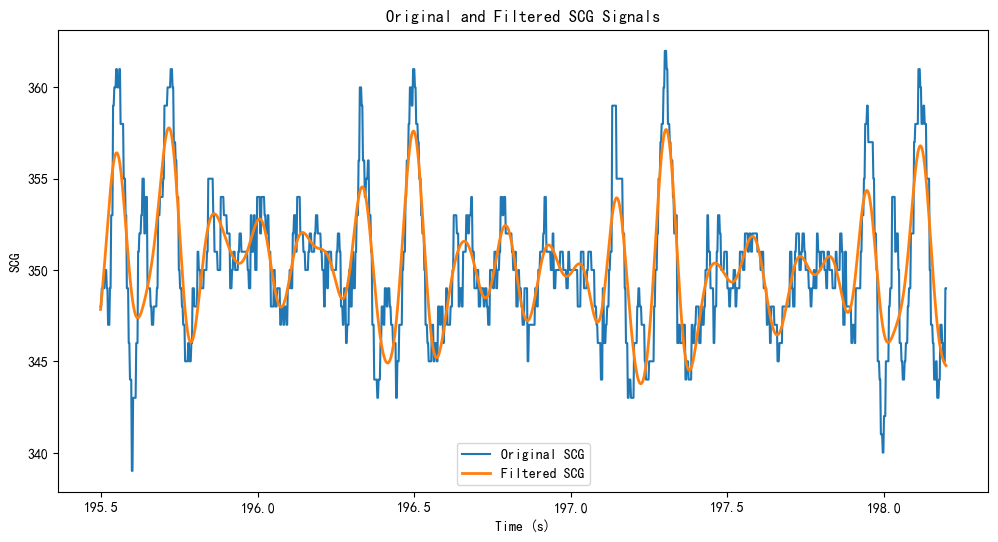 Original and Filtered SCG Signals
SCG
360
355
350
345
340
Original SCG
Filtered SCG
195.5 196.0 196.5 197.0 197.5 198.0
Time (s)